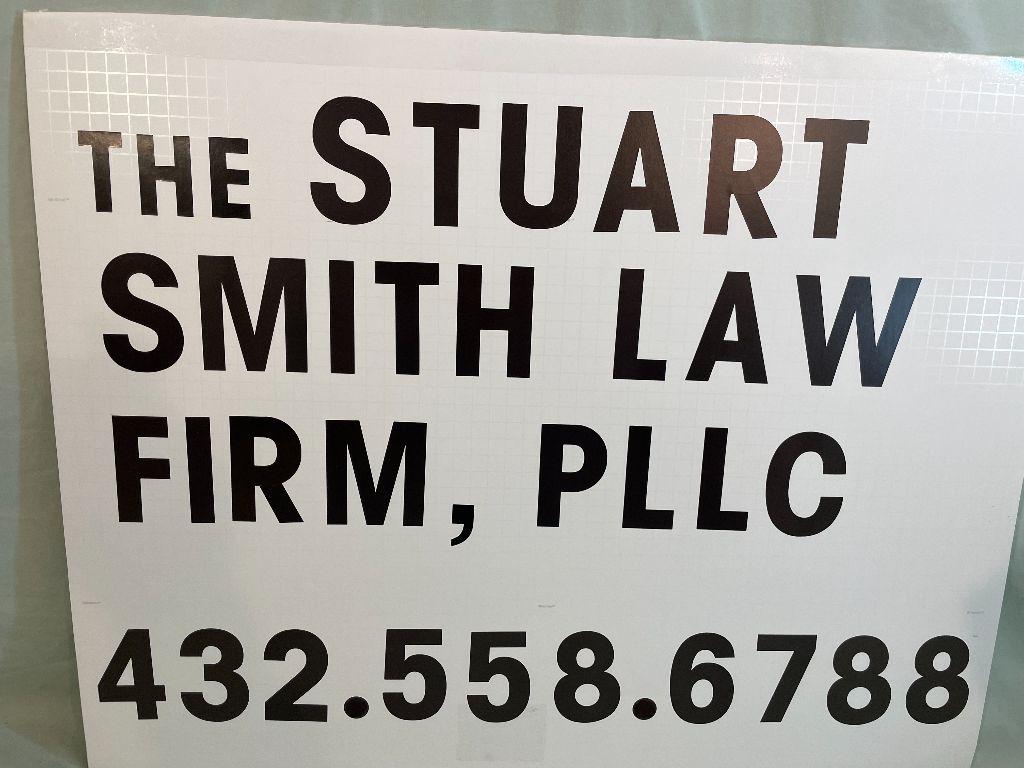 THE STUART
SMITH LAW
FIRM, PLLC
432.558.6788